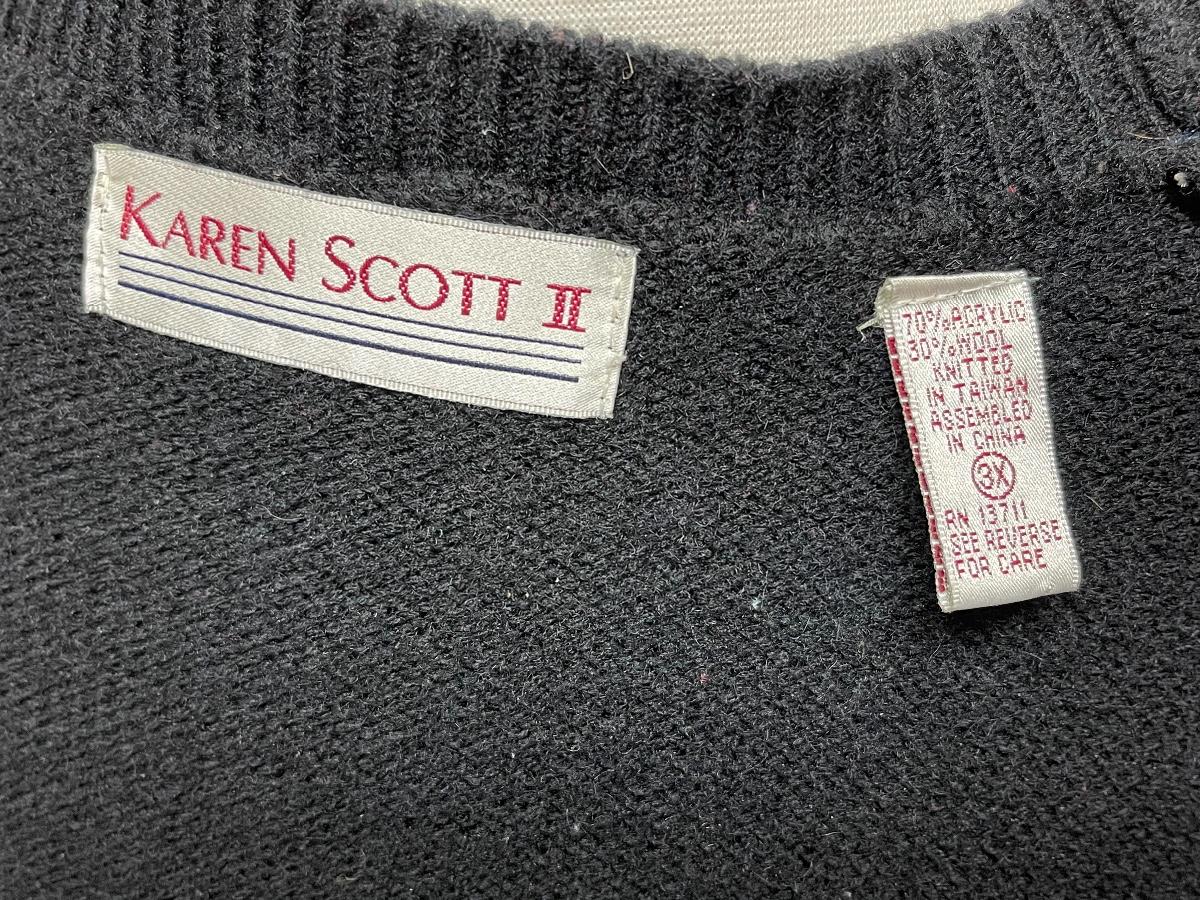 KAREN SCOTT II
70% ACRYLIC
30% WOOL
KNITTED
IN TAIWAN
ASSEMBLED
IN CHINA
3X
RN 13711
SEE REVERSE
FOR CARE